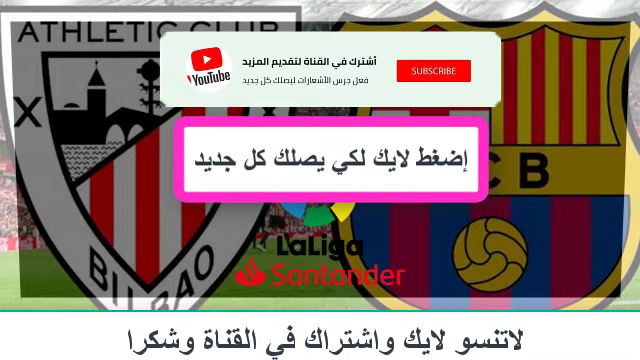 ATHLETIC CLUB
أشترك في القناة لتقديم المزيد
فعل جرس الأشعارات ليصلك كل جديد
YouTube
SUBSCRIBE
إضغط لايك لكي يصلك كل جديد
C B
LaLiga
Santander
BILBAO
لاتنسو لايك واشتراك في القناة وشكرا